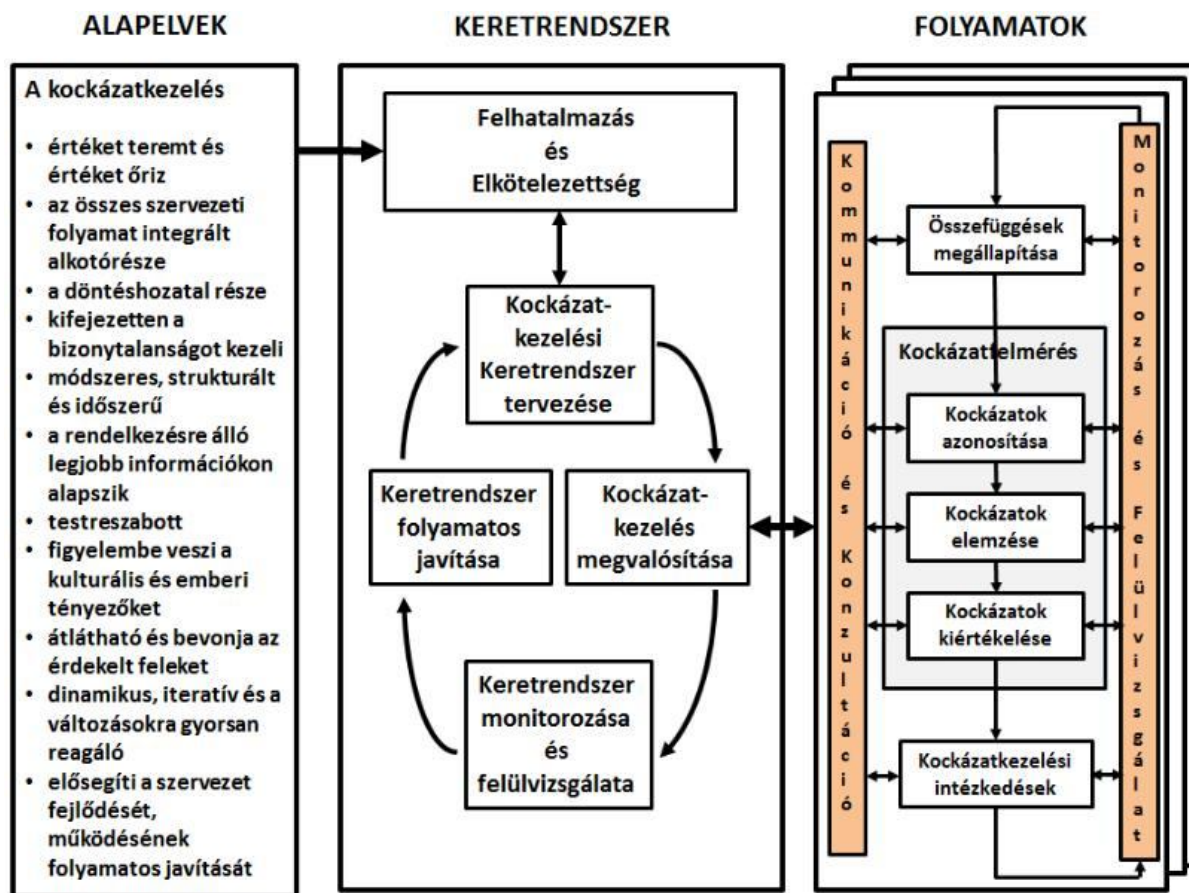 ALAPELVEK
KERETRENDSZER
FOLYAMATOK
A kockázatkezelés
• értéket teremt és
értéket őriz
• az összes szervezeti
folyamat integrált
alkotórésze
• a döntéshozatal része
• kifejezetten a
bizonytalanságot kezeli
• módszeres, strukturált
és időszerű
• a rendelkezésre álló
legjobb információkon
alapszik
• testreszabott
• figyelembe veszi a
kulturális és emberi
tényezőket
• átlátható és bevonja az
érdekelt feleket
• dinamikus, iteratív és a
változásokra gyorsan
reagáló
• elősegíti a szervezet
fejlődését,
működésének
folyamatos javítását
Felhatalmazás
és
Elkötelezettség
Kockázat-
kezelési
Keretrendszer
tervezése
Keretrendszer
folyamatos
javítása
Kockázat-
kezelés
megvalósítása
Keretrendszer
monitorozása
és
felülvizsgálata
Kommunikáció és Konzultáció
Összefüggések
megállapítása
Kockázatfelmérés
Kockázatok
azonosítása
Kockázatok
elemzése
Kockázatok
kiértékelése
Kockázatkezelési
intézkedések
Monitorozás és Felülvizsgálat